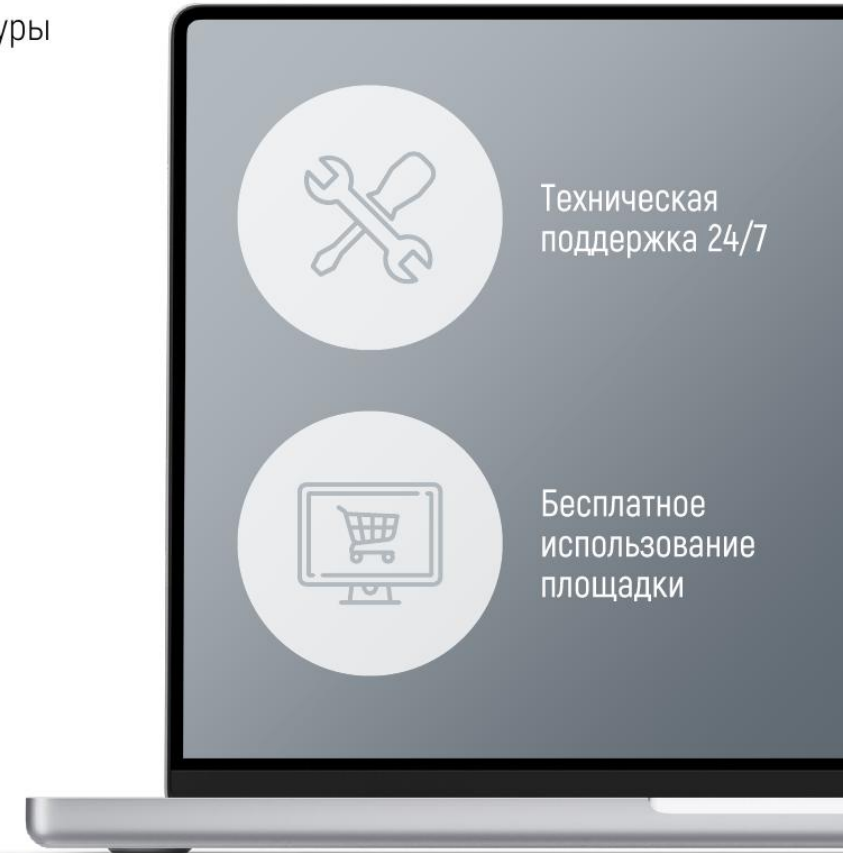 уры
Техническая
поддержка 24/7
Бесплатное
использование
площадки